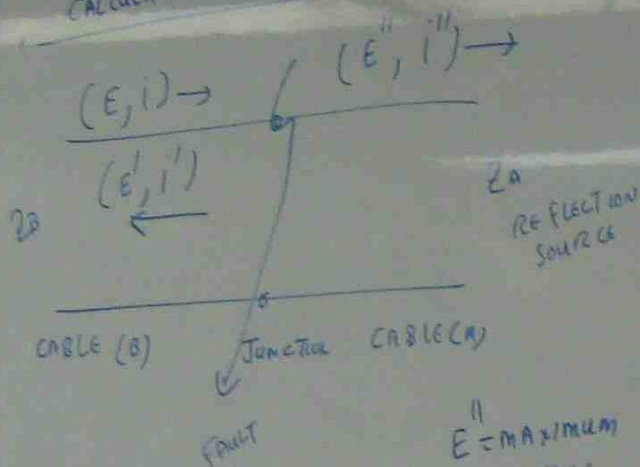 (E, i) →
(E'', i'') →
(E', i')
←
ZB
ZA
REFLECTION
SOURCE
CABLE (B)
JUNCTION
CABLE (A)
FAULT
E'' = MAXIMUM